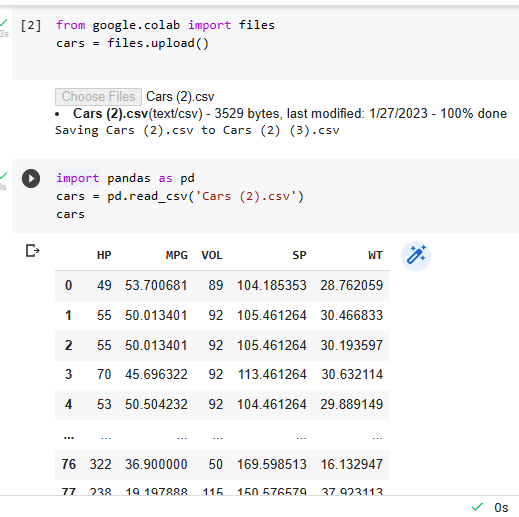 [2] from google.colab import files
3s
cars = files.upload()
Choose Files Cars (2).csv
• Cars (2).csv(text/csv) - 3529 bytes, last modified: 1/27/2023 - 100% done
Saving Cars (2).csv to Cars (2) (3).csv
import pandas as pd
0s
cars = pd.read_csv('Cars (2).csv')
cars
HP MPG VOL SP WT
0 49 53.700681 89 104.185353 28.762059
1 55 50.013401 92 105.461264 30.466833
2 55 50.013401 92 105.461264 30.193597
3 70 45.696322 92 113.461264 30.632114
4 53 50.504232 92 104.461264 29.889149
... ... ... ... ... ...
76 322 36.900000 50 169.598513 16.132947
77 238 19.197888 115 150.576579 37.923113
0s